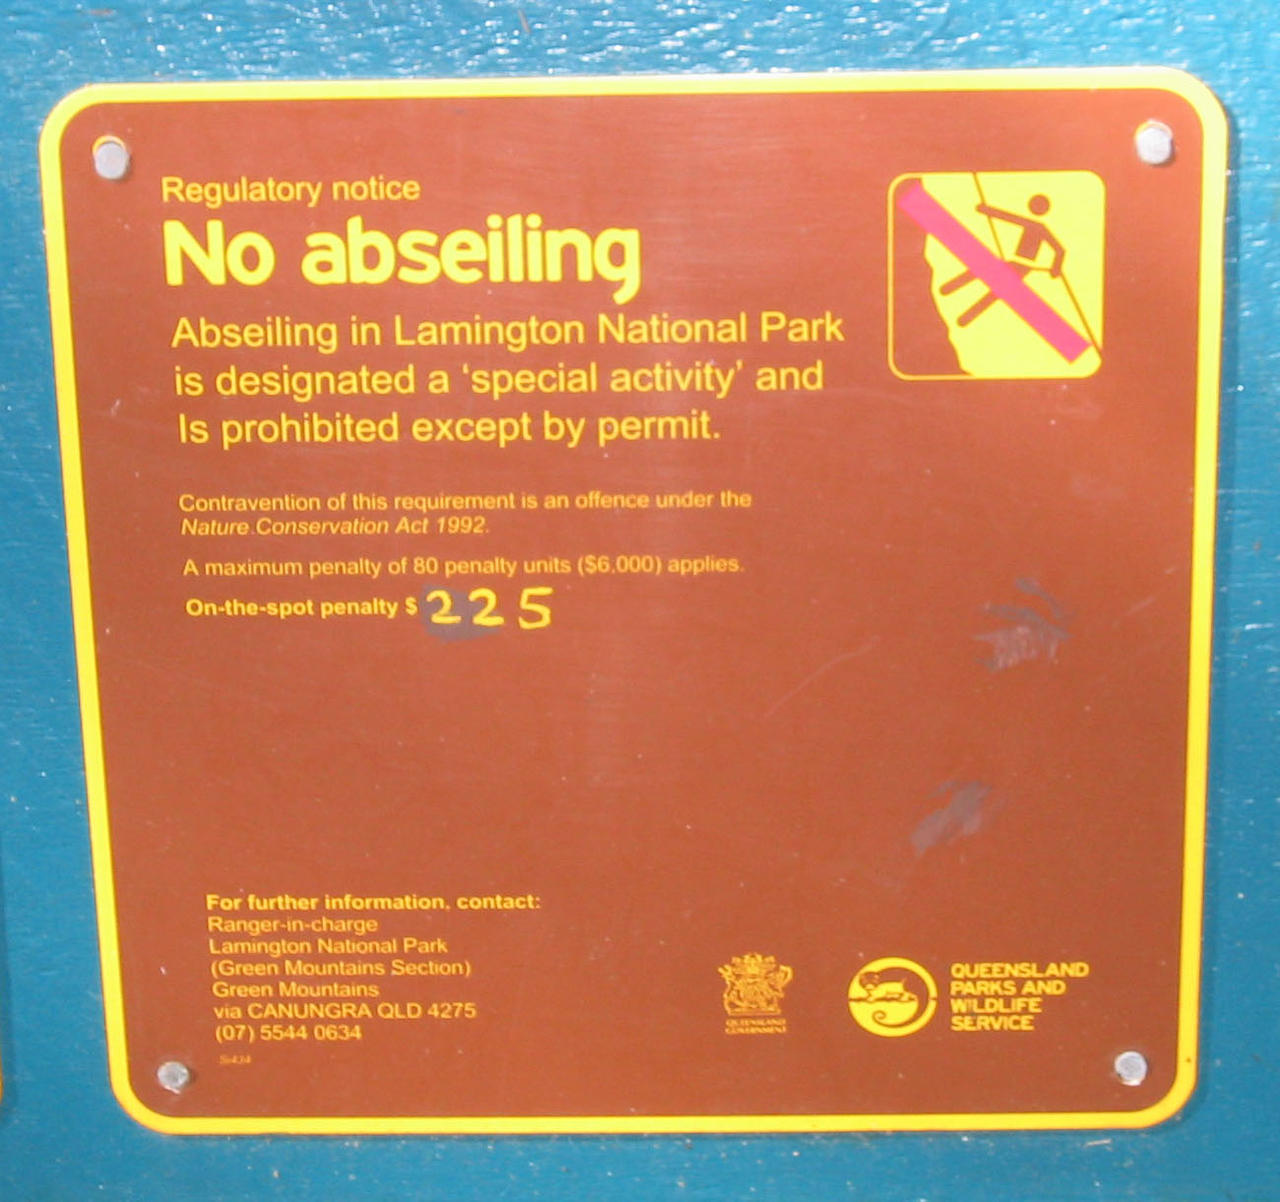 Regulatory notice
No abseiling
Abseiling in Lamington National Park
is designated a ‘special activity’ and
Is prohibited except by permit.
Contravention of this requirement is an offence under the
Nature Conservation Act 1992.
A maximum penalty of 80 penalty units ($6,000) applies.
On-the-spot penalty $ 225
For further information, contact:
Ranger-in-charge
Lamington National Park
(Green Mountains Section)
Green Mountains
via CANUNGRA QLD 4275
(07) 5544 0634
QUEENSLAND
GOVERNMENT
QUEENSLAND
PARKS AND
WILDLIFE
SERVICE